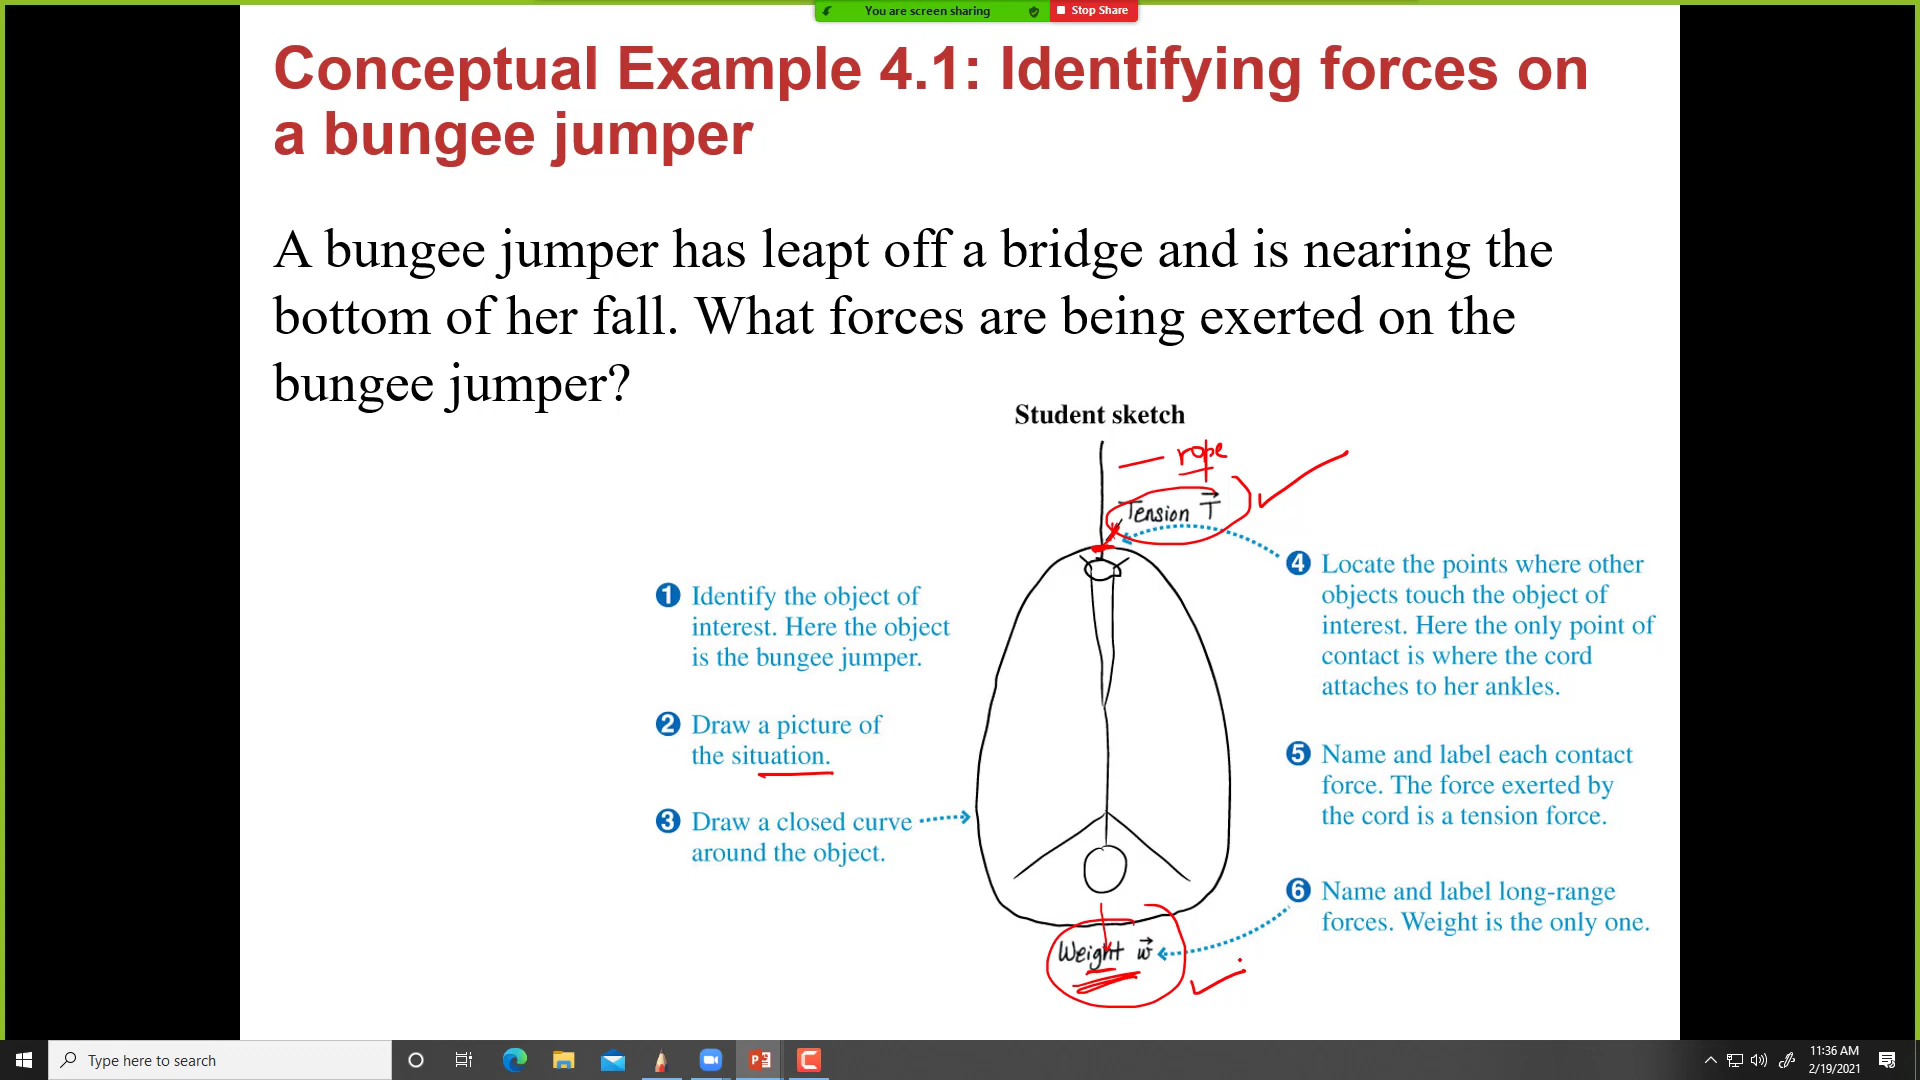 You are screen sharing
Stop Share
Conceptual Example 4.1: Identifying forces on
a bungee jumper
A bungee jumper has leapt off a bridge and is nearing the
bottom of her fall. What forces are being exerted on the
bungee jumper?
Student sketch
rope
Tension T
1 Identify the object of
interest. Here the object
is the bungee jumper.
2 Draw a picture of
the situation.
3 Draw a closed curve
around the object.
4 Locate the points where other
objects touch the object of
interest. Here the only point of
contact is where the cord
attaches to her ankles.
5 Name and label each contact
force. The force exerted by
the cord is a tension force.
6 Name and label long-range
forces. Weight is the only one.
Weight w
Type here to search
11:36 AM
2/19/2021